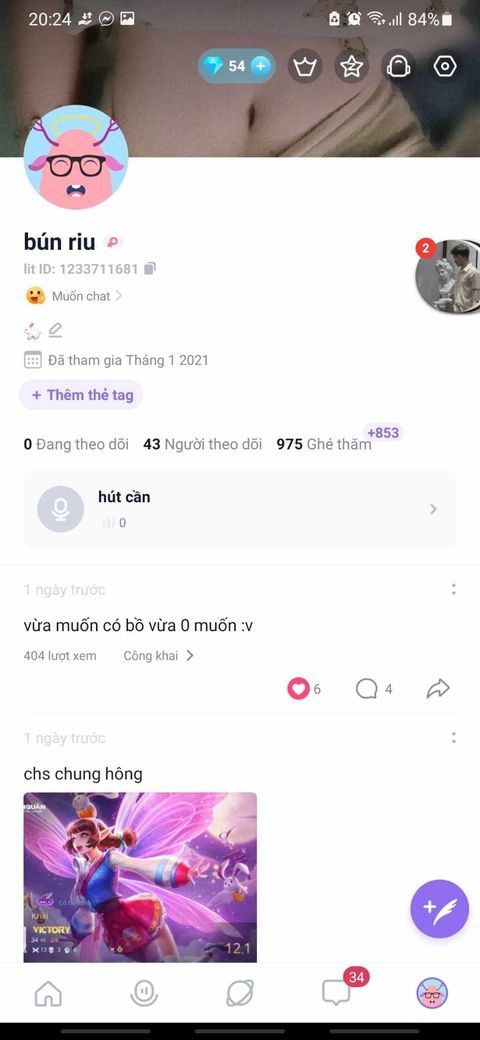 20:24
84%
54
bún riu
lit ID: 1233711681
Muốn chat
2
Đã tham gia Tháng 1 2021
+ Thêm thẻ tag
+853
0 Đang theo dõi 43 Người theo dõi 975 Ghé thăm
hút cần
0
1 ngày trước
vừa muốn có bồ vừa 0 muốn :v
404 lượt xem Công khai
6 4
1 ngày trước
chs chung hông
QUÂN
Krixi
VICTORY
12.1
34